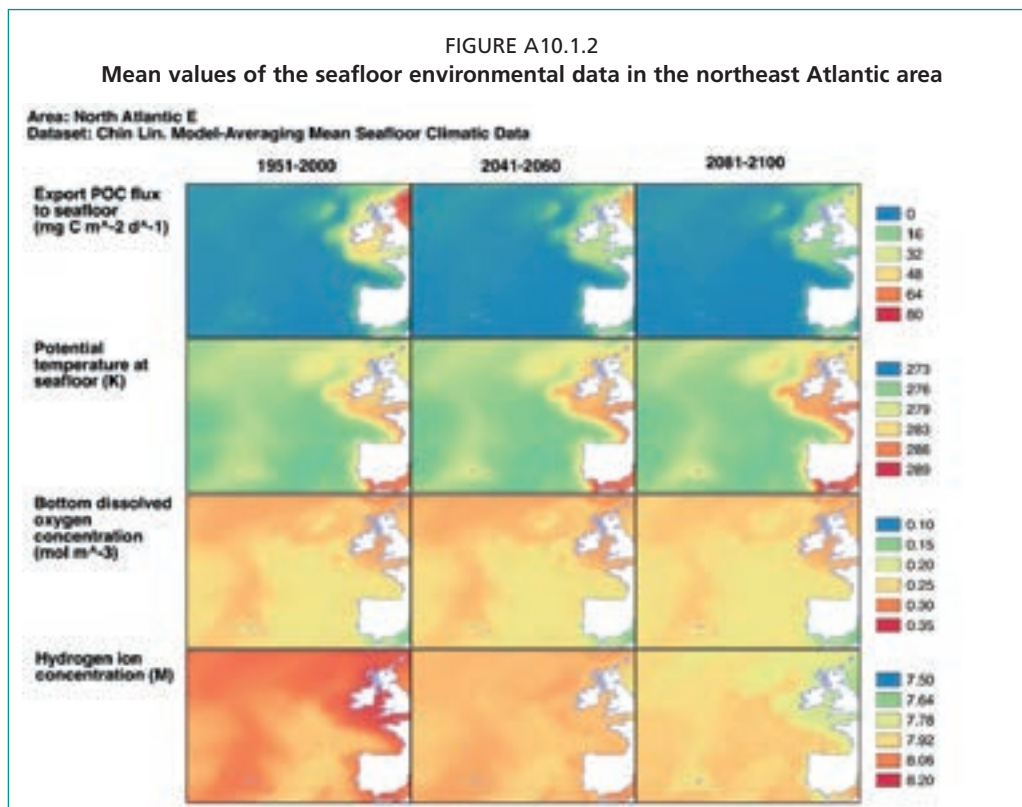 FIGURE A10.1.2
Mean values of the seafloor environmental data in the northeast Atlantic area
Area: North Atlantic E
Dataset: Chin Lin. Model-Averaging Mean Seafloor Climatic Data
1951-2000 2041-2060 2081-2100
Export POC flux
to seafloor
(mg C m^-2 d^-1)
0
16
32
48
64
80
Potential
temperature at
seafloor (K)
273
276
279
283
286
289
Bottom dissolved
oxygen
concentration
(mol m^-3)
0.10
0.15
0.20
0.25
0.30
0.35
Hydrogen ion
concentration (M)
7.50
7.64
7.78
7.92
8.06
8.20